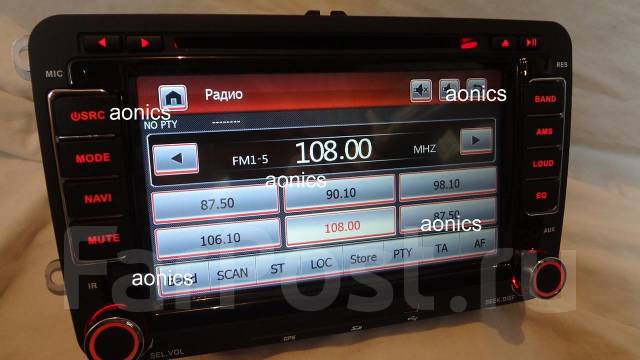 MIC
RES
Радио
SRC
aonics
aonics
BAND
NO PTY
--------
MODE
FM1-5
108.00
MHZ
AMS
NAVI
87.50
90.10
98.10
aonics
LOUD
MUTE
106.10
108.00
87.50
aonics
EQ
SCAN
ST
LOC
Store
PTY
TA
AF
AUX
IR
aonics
FarPost.ru
SEL.VOL
GPS
SD
SEEK.DISP